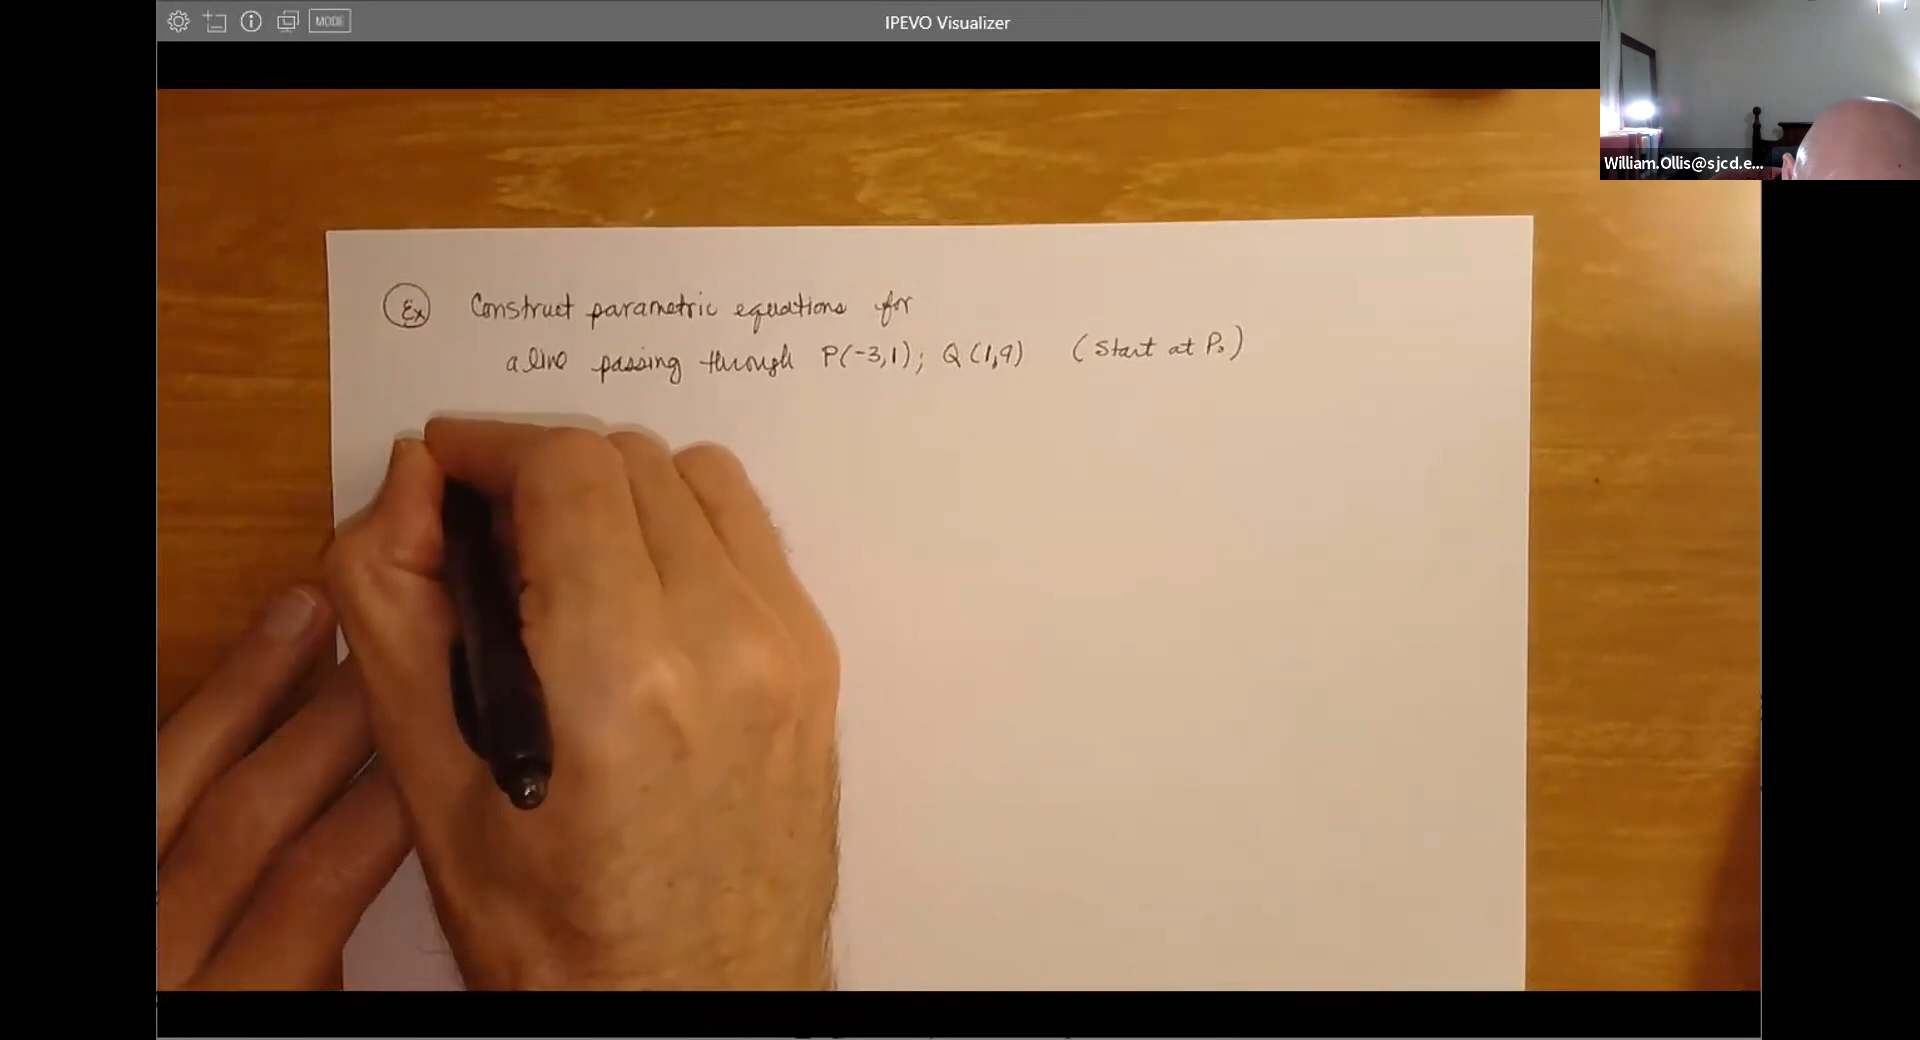 MODE
IPEVO Visualizer
William.Ollis@sjcd.e...
Ex Construct parametric equations for
a line passing through P(-3,1); Q(1,9) (Start at P.)